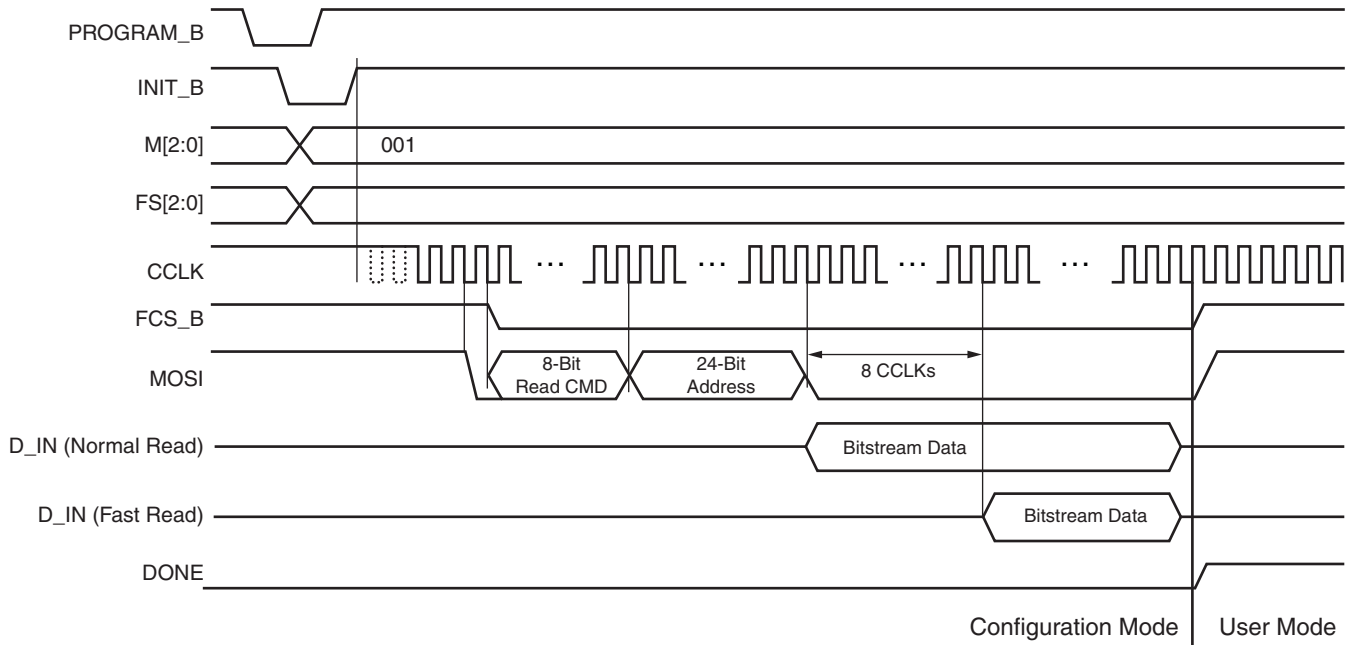 PROGRAM_B
INIT_B
M[2:0]
001
FS[2:0]
CCLK
... ... ... ... ...
FCS_B
MOSI
8-Bit
Read CMD
24-Bit
Address
8 CCLKs
D_IN (Normal Read)
Bitstream Data
D_IN (Fast Read)
Bitstream Data
DONE
Configuration Mode
User Mode